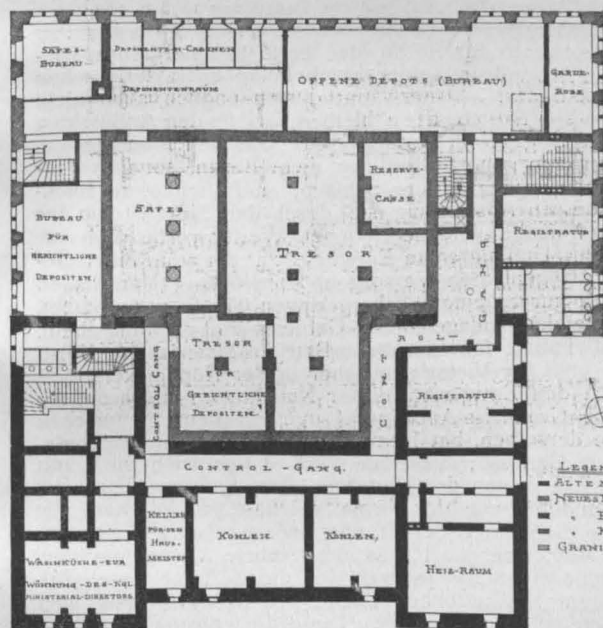 SAFES-
BUREAU
DEPONENTEN-CABINEN
DEPONENTENRAUM
OFFENE DEPOTS (BUREAU)
GARDE-
ROBE
BUREAU
FÜR
GERICHTLICHE
DEPOSITEN.
SAFES
TRESOR
RESERVE-
CASSE
REGISTRATUR
CONTROL-GANG
TRESOR
FÜR
GERICHTLICHE
DEPOSITEN.
REGISTRATUR
CONTROL-GANG.
KELLER
FÜR DEN
HAUS-
MEISTER
KOHLEN
KOHLEN,
HEIZ-RAUM
WASCHKÜCHE-ZUR
WOHNUNG-DES-KGL
MINISTERIAL-DIREKTORS
LEGEN
ALTE
GRANI